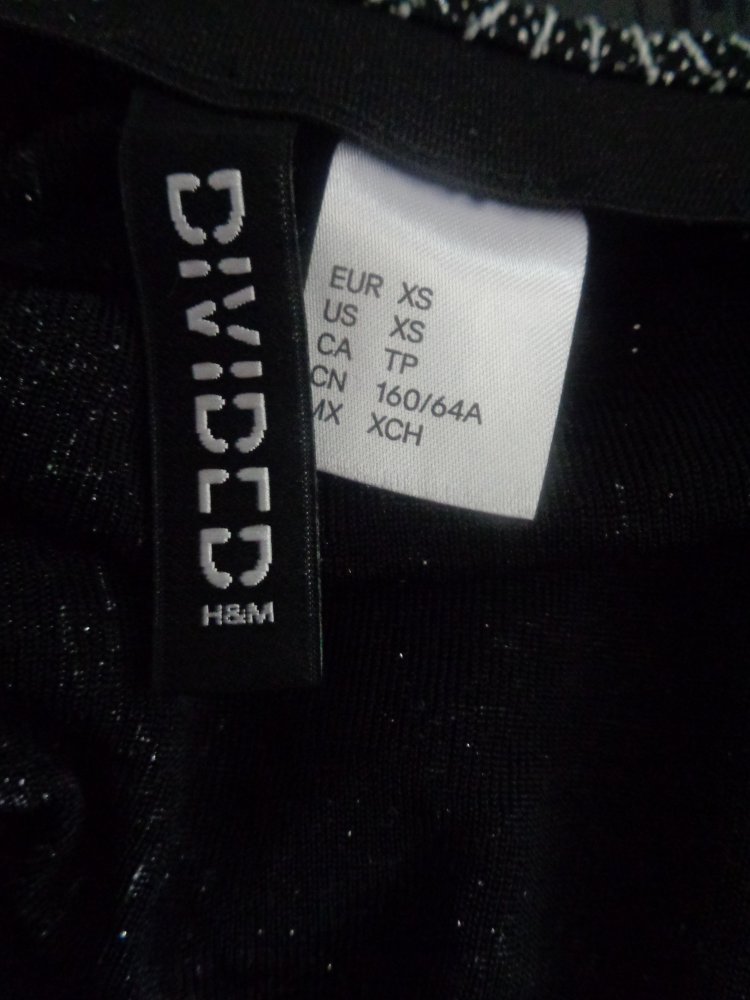 DIVIDED
H&M
EUR XS
US XS
CA TP
CN 160/64A
MX XCH